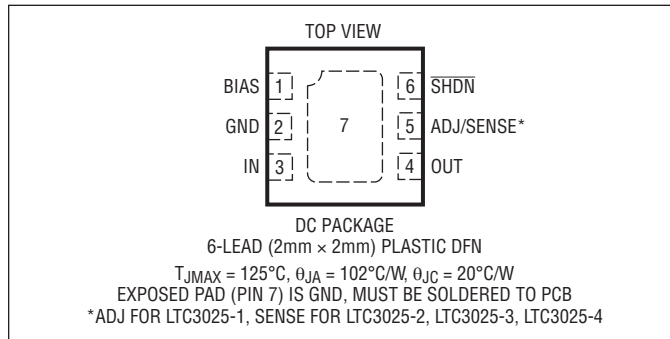 TOP VIEW
BIAS 1
6 SHDN
GND 2
7
5 ADJ/SENSE*
IN 3
4 OUT
DC PACKAGE
6-LEAD (2mm × 2mm) PLASTIC DFN
TJMAX = 125°C, θJA = 102°C/W, θJC = 20°C/W
EXPOSED PAD (PIN 7) IS GND, MUST BE SOLDERED TO PCB
*ADJ FOR LTC3025-1, SENSE FOR LTC3025-2, LTC3025-3, LTC3025-4